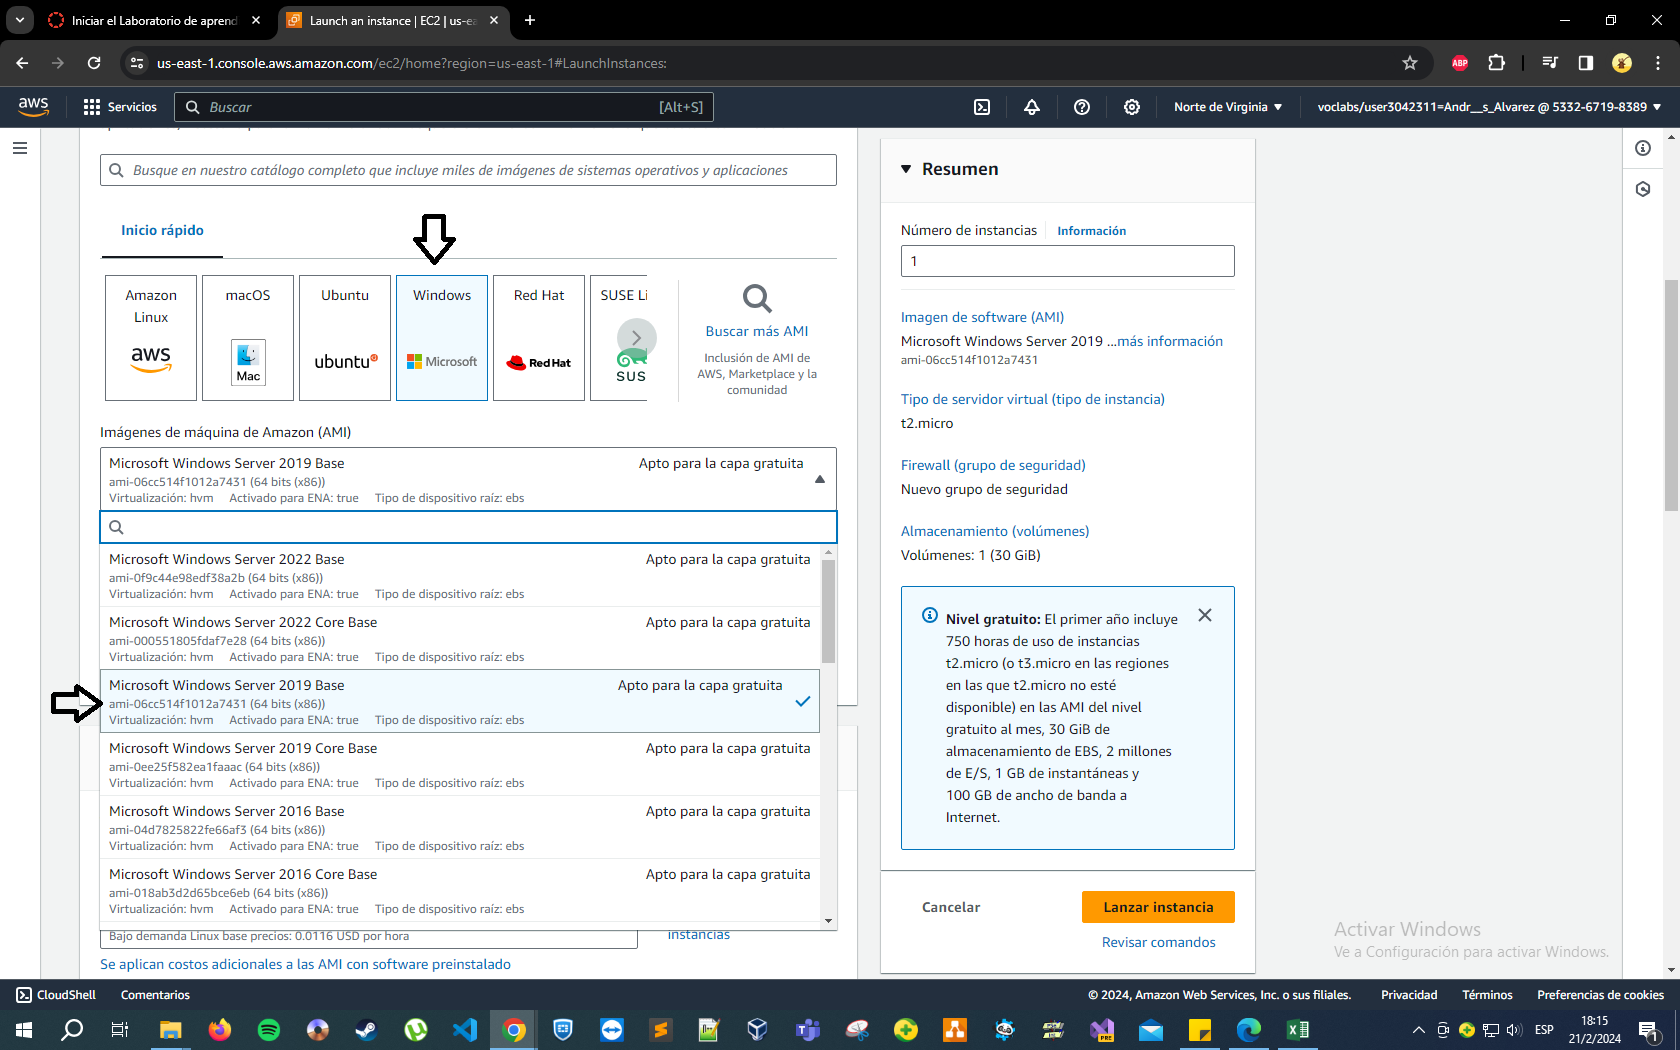 Iniciar el Laboratorio de aprend
Launch an instance | EC2 | us-ea
us-east-1.console.aws.amazon.com/ec2/home?region=us-east-1#LaunchInstances:
ABP
aws
Servicios
Buscar
[Alt+S]
Norte de Virginia
voclabs/user3042311=Andr__s_Alvarez @ 5332-6719-8389
Busque en nuestro catálogo completo que incluye miles de imágenes de sistemas operativos y aplicaciones
Inicio rápido
Amazon Linux
aws
macOS
Mac
Ubuntu
ubuntu
Windows
Microsoft
Red Hat
Red Hat
SUSE Li
SUS
Buscar más AMI
Inclusión de AMI de
AWS, Marketplace y la
comunidad
Imágenes de máquina de Amazon (AMI)
Microsoft Windows Server 2019 Base
Apto para la capa gratuita
ami-06cc514f1012a7431 (64 bits (x86))
Virtualización: hvm Activado para ENA: true Tipo de dispositivo raíz: ebs
Microsoft Windows Server 2022 Base
Apto para la capa gratuita
ami-0f9c44e98edf38a2b (64 bits (x86))
Virtualización: hvm Activado para ENA: true Tipo de dispositivo raíz: ebs
Microsoft Windows Server 2022 Core Base
Apto para la capa gratuita
ami-000551805fdaf7e28 (64 bits (x86))
Virtualización: hvm Activado para ENA: true Tipo de dispositivo raíz: ebs
Microsoft Windows Server 2019 Base
Apto para la capa gratuita
ami-06cc514f1012a7431 (64 bits (x86))
Virtualización: hvm Activado para ENA: true Tipo de dispositivo raíz: ebs
Microsoft Windows Server 2019 Core Base
Apto para la capa gratuita
ami-0ee25f582ea1faaac (64 bits (x86))
Virtualización: hvm Activado para ENA: true Tipo de dispositivo raíz: ebs
Microsoft Windows Server 2016 Base
Apto para la capa gratuita
ami-04d7825822fe66af3 (64 bits (x86))
Virtualización: hvm Activado para ENA: true Tipo de dispositivo raíz: ebs
Microsoft Windows Server 2016 Core Base
Apto para la capa gratuita
ami-018ab3d2d65bce6eb (64 bits (x86))
Virtualización: hvm Activado para ENA: true Tipo de dispositivo raíz: ebs
Bajo demanda Linux base precios: 0.0116 USD por hora
instancias
Se aplican costos adicionales a las AMI con software preinstalado
Resumen
Número de instancias
Información
1
Imagen de software (AMI)
Microsoft Windows Server 2019 ...más información
ami-06cc514f1012a7431
Tipo de servidor virtual (tipo de instancia)
t2.micro
Firewall (grupo de seguridad)
Nuevo grupo de seguridad
Almacenamiento (volúmenes)
Volúmenes: 1 (30 GiB)
Nivel gratuito: El primer año incluye
750 horas de uso de instancias
t2.micro (o t3.micro en las regiones
en las que t2.micro no esté
disponible) en las AMI del nivel
gratuito al mes, 30 GiB de
almacenamiento de EBS, 2 millones
de E/S, 1 GB de instantáneas y
100 GB de ancho de banda a
Internet.
Cancelar
Lanzar instancia
Revisar comandos
Activar Windows
Ve a Configuración para activar Windows.
CloudShell
Comentarios
© 2024, Amazon Web Services, Inc. o sus filiales.
Privacidad
Términos
Preferencias de cookies
PRE
ESP
18:15
21/2/2024
1